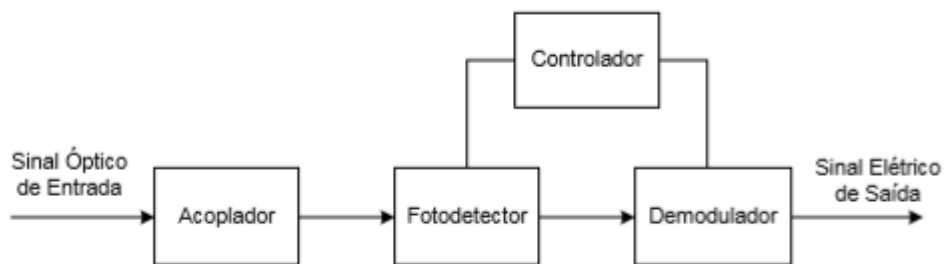 Controlador
Sinal Óptico
de Entrada
Acoplador
Fotodetector
Demodulador
Sinal Elétrico
de Saída